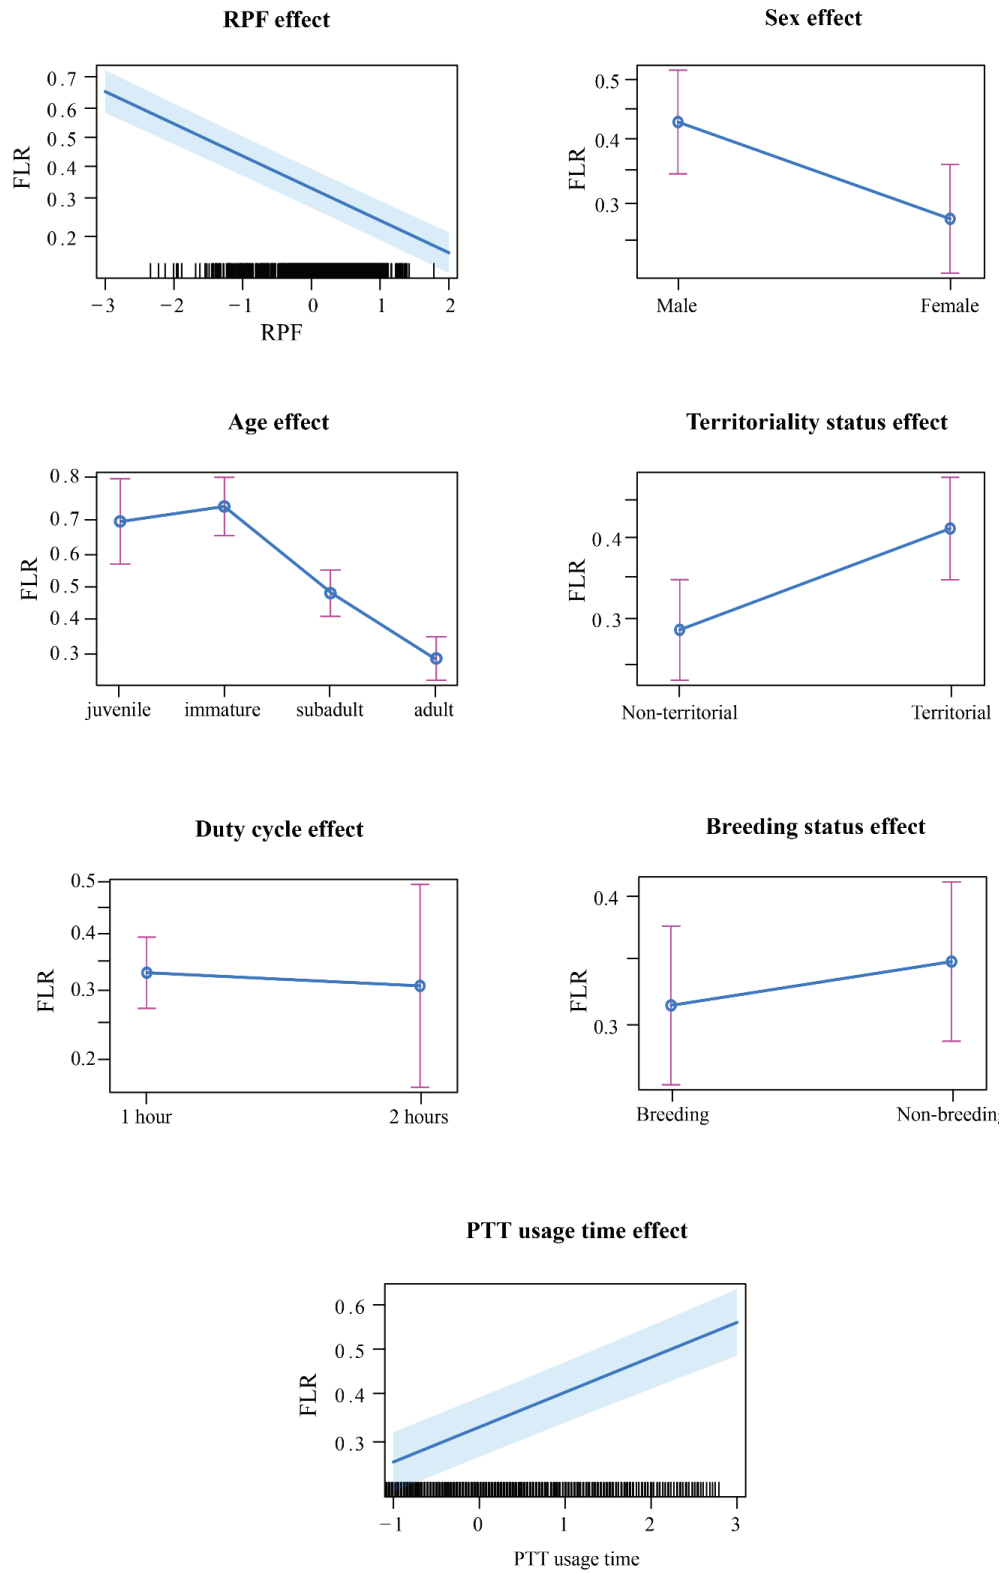 RPF effect
FLR
0.7
0.6
0.5
0.4
0.3
0.2
−3 −2 −1 0 1 2
RPF
Sex effect
FLR
0.5
0.4
0.3
Male Female
Age effect
FLR
0.8
0.7
0.6
0.5
0.4
0.3
juvenile immature subadult adult
Territoriality status effect
FLR
0.4
0.3
Non-territorial Territorial
Duty cycle effect
FLR
0.5
0.4
0.3
0.2
1 hour 2 hours
Breeding status effect
FLR
0.4
0.3
Breeding Non-breeding
PTT usage time effect
FLR
0.6
0.5
0.4
0.3
−1 0 1 2 3
PTT usage time